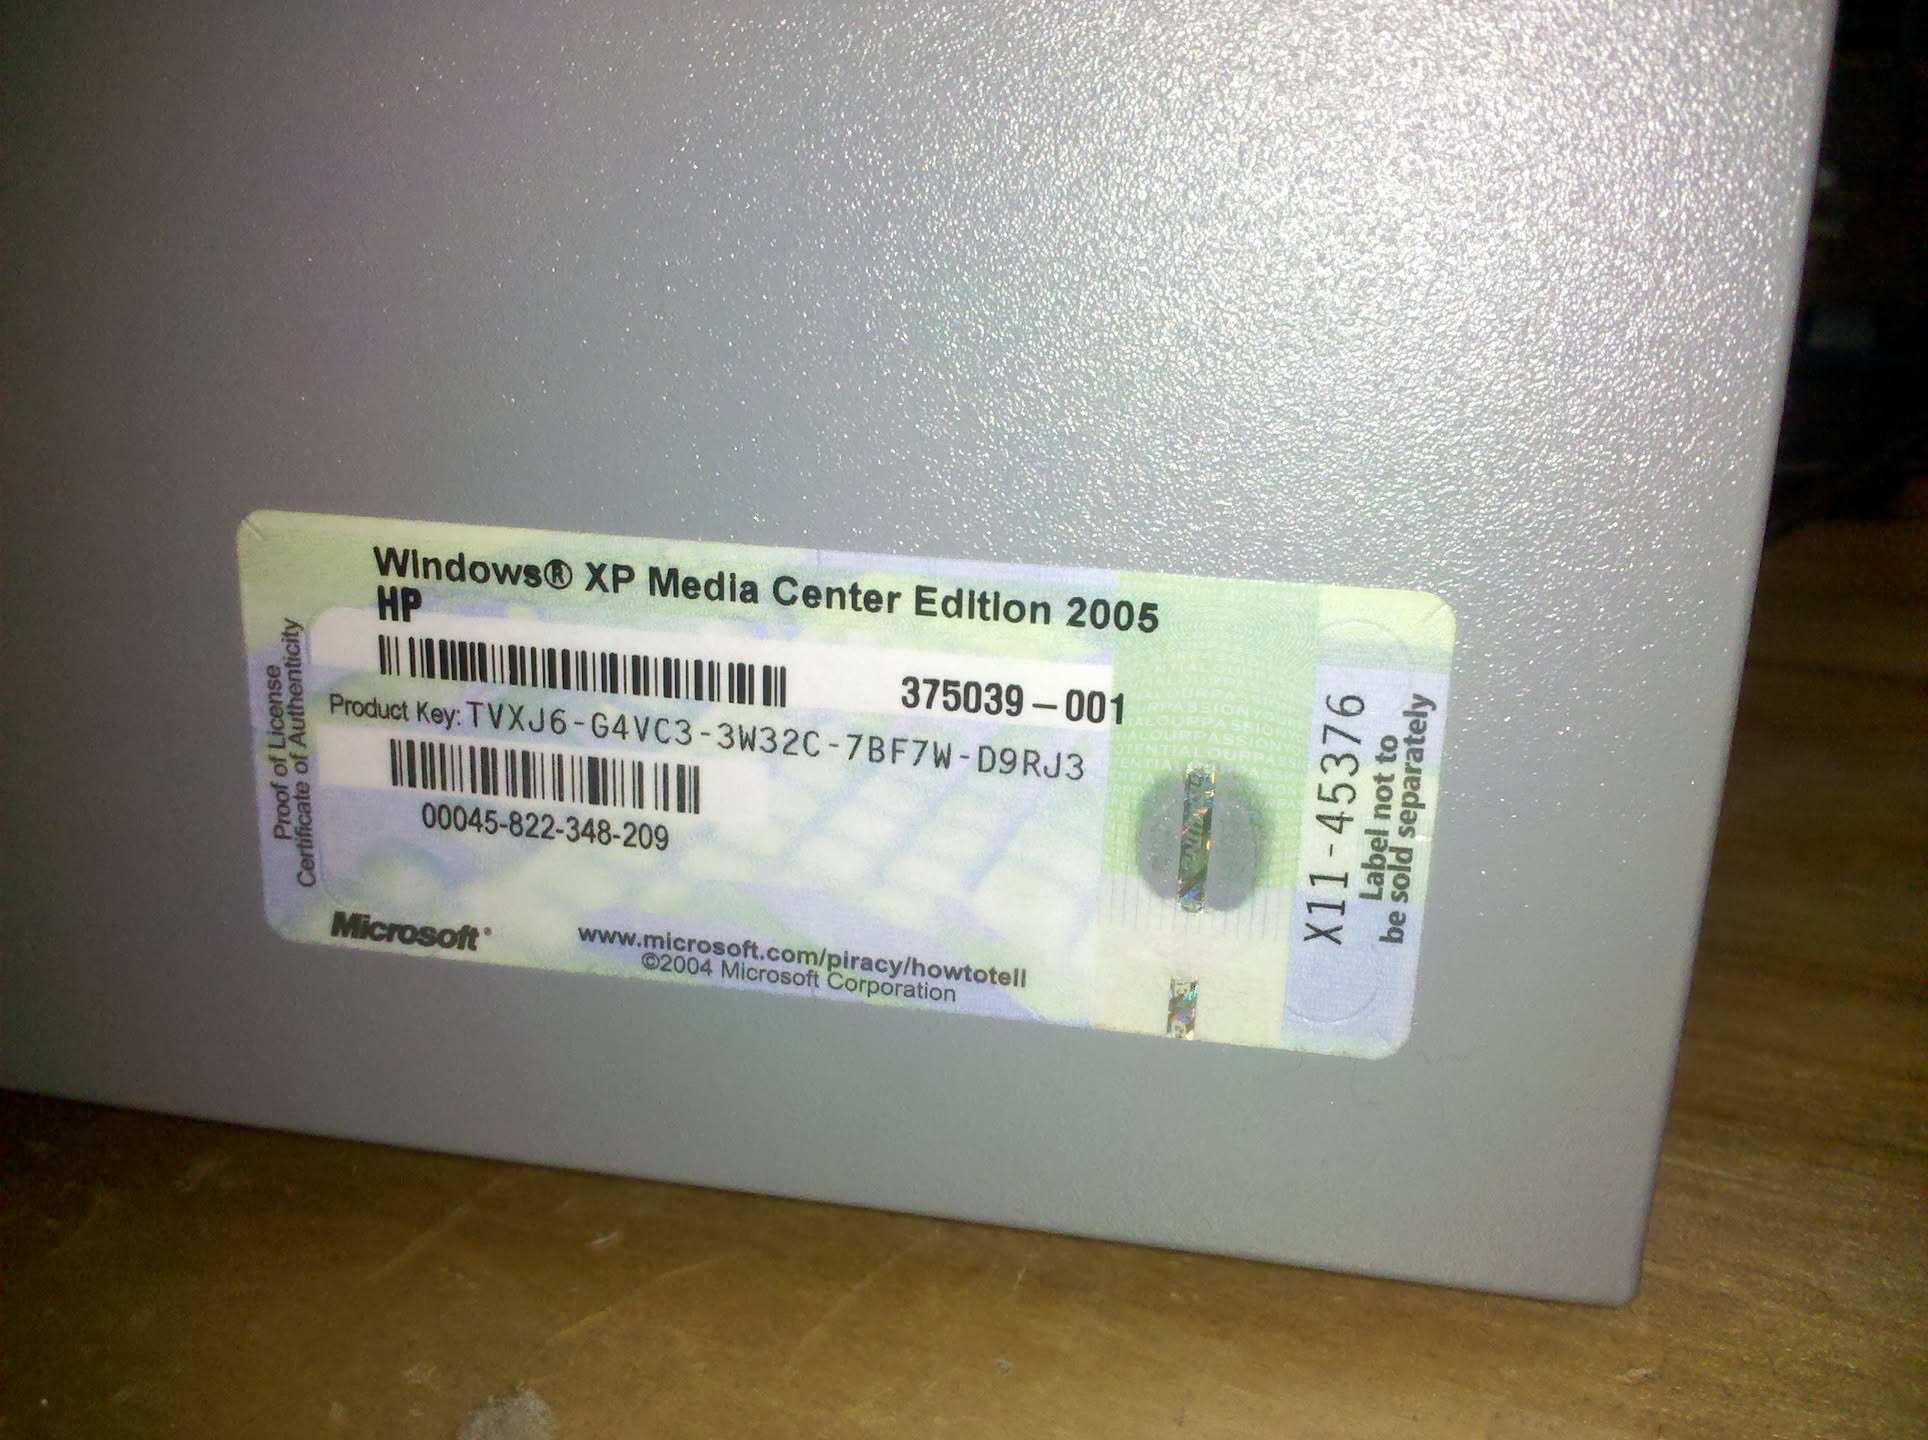 Windows® XP Media Center Edition 2005
HP
375039-001
Product Key: TVXJ6-G4VC3-3W32C-7BF7W-D9RJ3
00045-822-348-209
Proof of License
Certificate of Authenticity
Microsoft®
www.microsoft.com/piracy/howtotell
©2004 Microsoft Corporation
X11-45376
Label not to
be sold separately